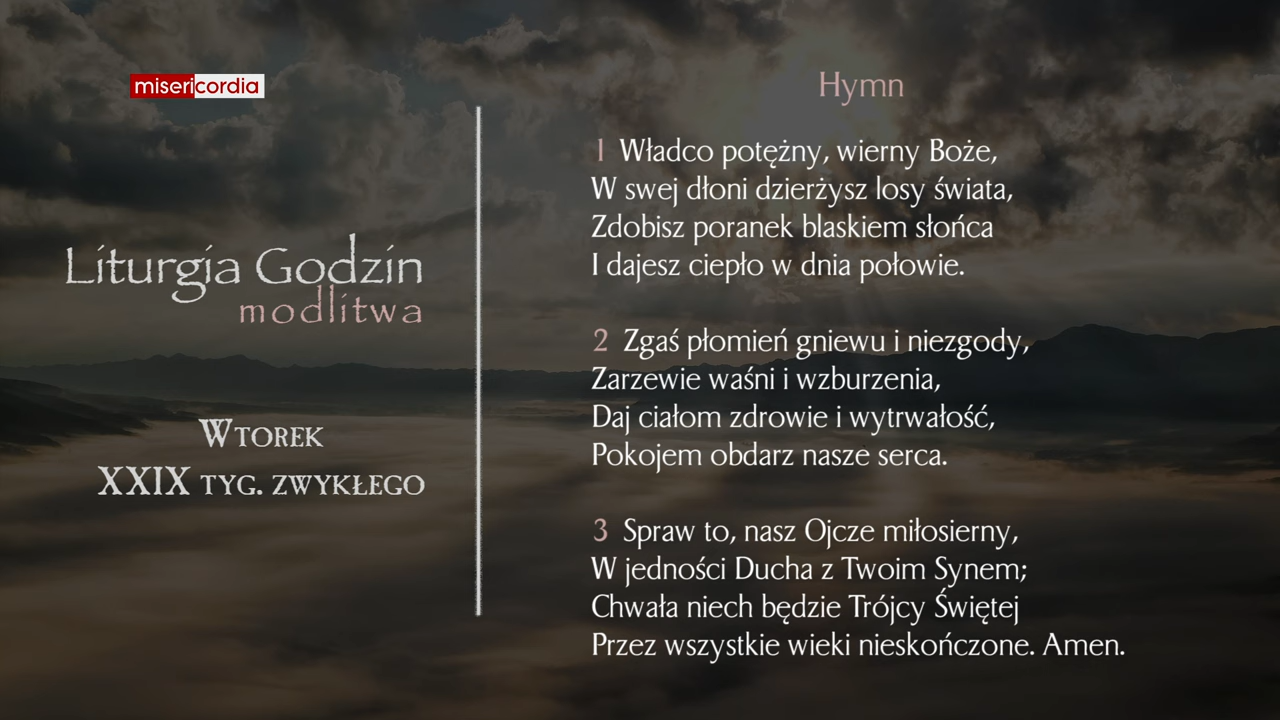 misericordia
Liturgia Godzin
modlitwa
Wtorek
XXIX tyg. zwykłego
Hymn
1 Władco potężny, wierny Boże,
W swej dłoni dzierżysz losy świata,
Zdobisz poranek blaskiem słońca
I dajesz ciepło w dnia połowie.
2 Zgaś płomień gniewu i niezgody,
Zarzewie waśni i wzburzenia,
Daj ciałom zdrowie i wytrwałość,
Pokojem obdarz nasze serca.
3 Spraw to, nasz Ojcze miłosierny,
W jedności Ducha z Twoim Synem;
Chwała niech będzie Trójcy Świętej
Przez wszystkie wieki nieskończone. Amen.